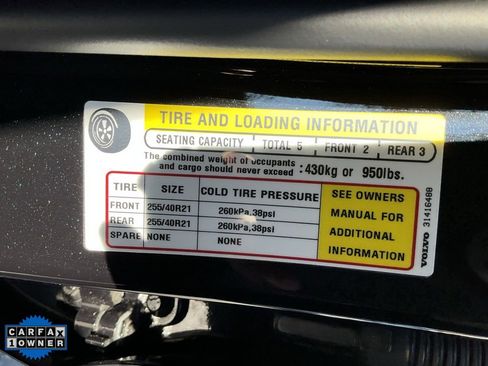 TIRE AND LOADING INFORMATION
SEATING CAPACITY TOTAL 5 FRONT 2 REAR 3
The combined weight of occupants
and cargo should never exceed :430kg or 950lbs.
TIRE SIZE COLD TIRE PRESSURE
FRONT 255/40R21 260kPa,38psi
REAR 255/40R21 260kPa,38psi
SPARE NONE NONE
SEE OWNERS
MANUAL FOR
ADDITIONAL
INFORMATION
VOLVO 31416488
CARFAX
1 OWNER